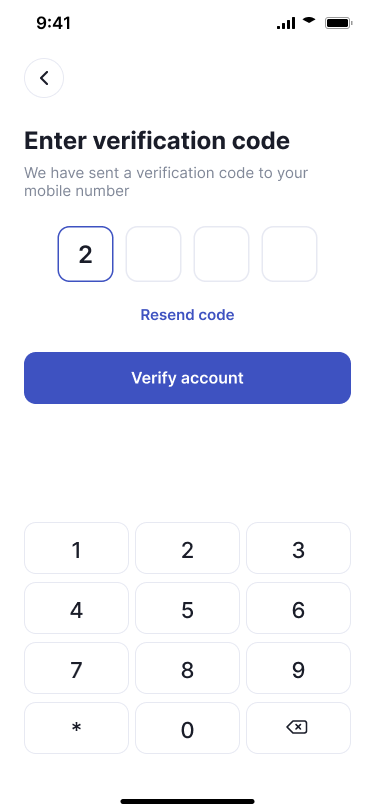 9:41
Enter verification code
We have sent a verification code to your
mobile number
2
Resend code
Verify account
1 2 3
4 5 6
7 8 9
* 0